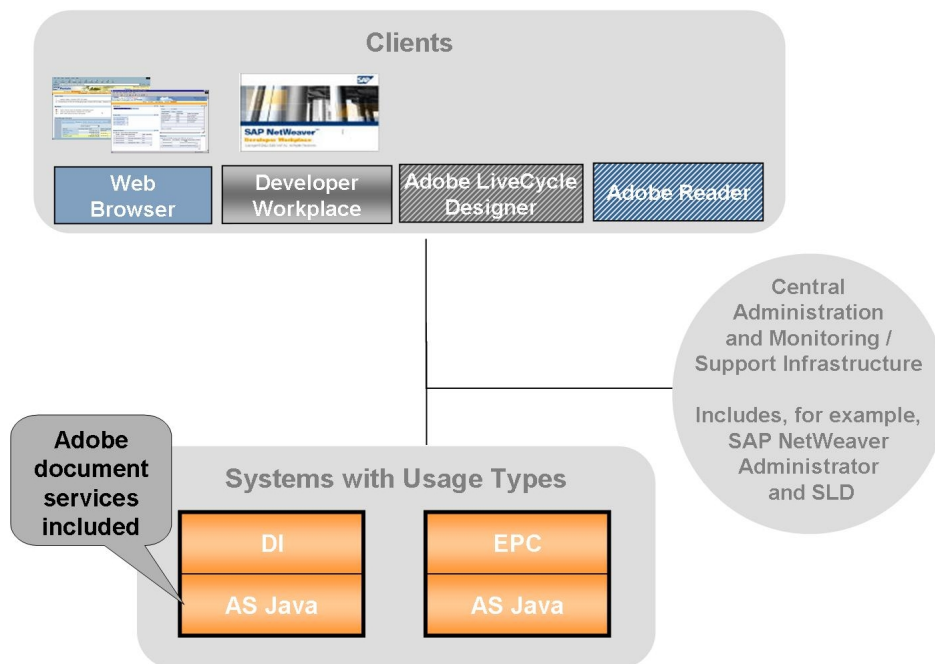 Clients
SAP
SAP NetWeaver™
Developer Workplace
Web
Browser
Developer
Workplace
Adobe LiveCycle
Designer
Adobe Reader
Central
Administration
and Monitoring /
Support Infrastructure
Includes, for example,
SAP NetWeaver
Administrator
and SLD
Adobe
document
services
included
Systems with Usage Types
DI
EPC
AS Java
AS Java